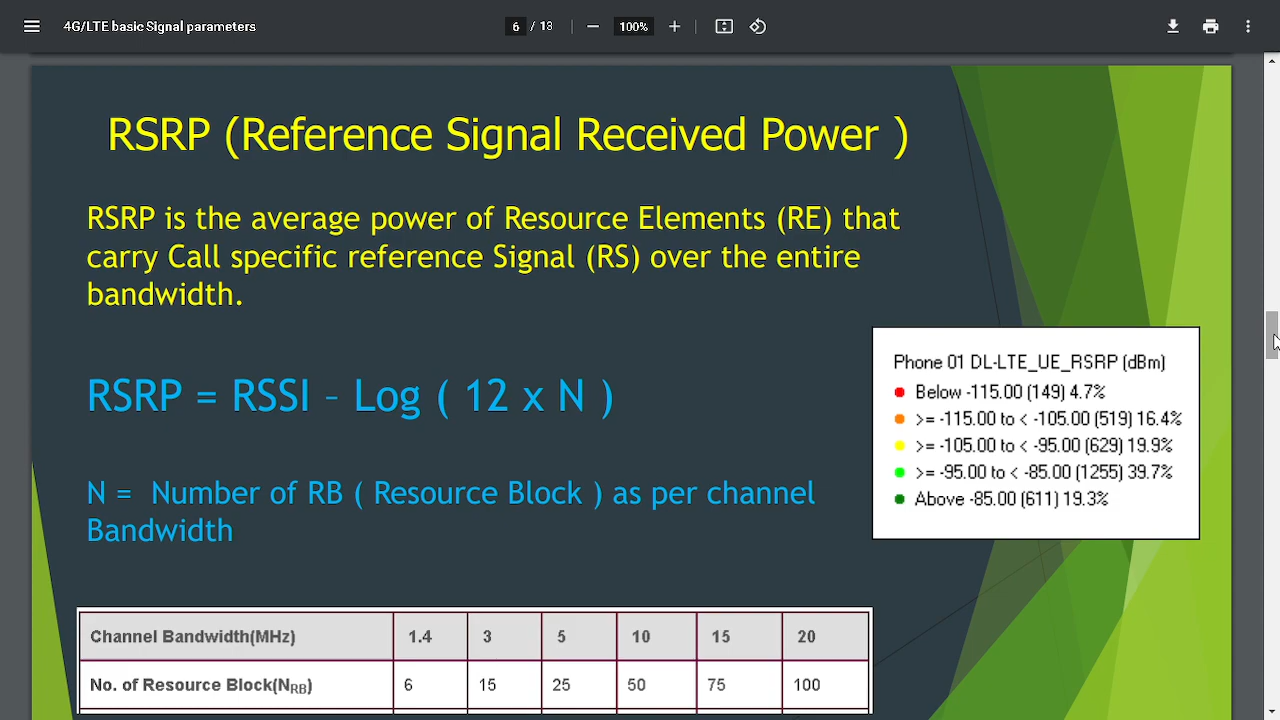 4G/LTE basic Signal parameters
6 / 13
100%
RSRP (Reference Signal Received Power )
RSRP is the average power of Resource Elements (RE) that
carry Call specific reference Signal (RS) over the entire
bandwidth.
RSRP = RSSI – Log ( 12 x N )
N = Number of RB ( Resource Block ) as per channel
Bandwidth
Phone 01 DL-LTE_UE_RSRP (dBm)
Below -115.00 (149) 4.7%
>= -115.00 to < -105.00 (519) 16.4%
>= -105.00 to < -95.00 (629) 19.9%
>= -95.00 to < -85.00 (1255) 39.7%
Above -85.00 (611) 19.3%
Channel Bandwidth(MHz) 1.4 3 5 10 15 20
No. of Resource Block(NRB) 6 15 25 50 75 100